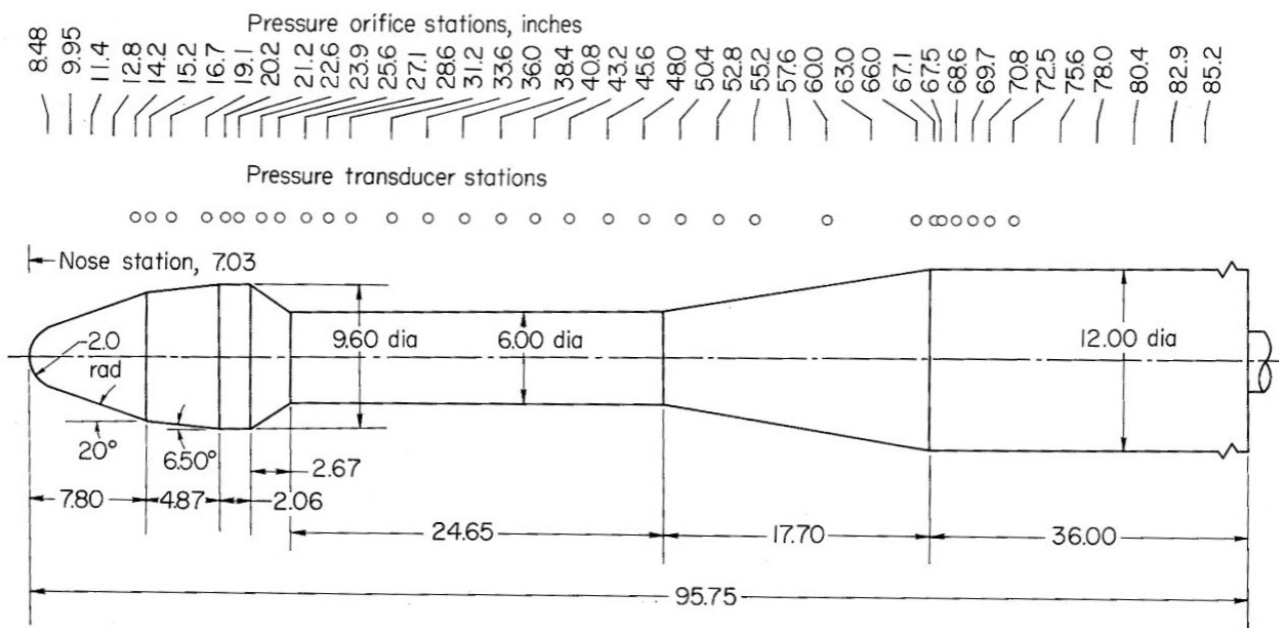 Pressure orifice stations, inches
8.48 9.95 11.4 12.8 14.2 15.2 16.7 19.1 20.2 21.2 22.6 23.9 25.6 27.1 28.6 31.2 33.6 36.0 38.4 40.8 43.2 45.6 48.0 50.4 52.8 55.2 57.6 60.0 63.0 66.0 67.1 67.5 68.6 69.7 70.8 72.5 75.6 78.0 80.4 82.9 85.2
Pressure transducer stations
Nose station, 7.03
2.0
rad
9.60 dia
6.00 dia
12.00 dia
20°
6.50°
2.67
7.80
4.87
2.06
24.65
17.70
36.00
95.75